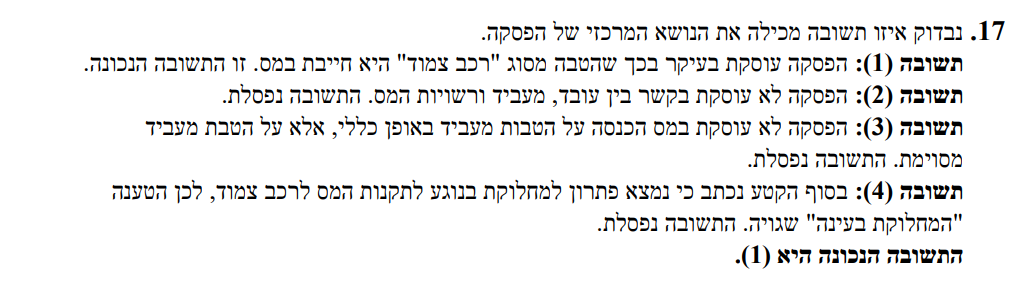 17. נבדוק איזו תשובה מכילה את הנושא המרכזי של הפסקה.
תשובה (1): הפסקה עוסקת בעיקר בכך שהטבה מסוג "רכב צמוד" היא חייבת במס. זו התשובה הנכונה.
תשובה (2): הפסקה לא עוסקת בקשר בין עובד, מעביד ורשויות המס. התשובה נפסלת.
תשובה (3): הפסקה לא עוסקת במס הכנסה על הטבות מעביד באופן כללי, אלא על הטבת מעביד
מסוימת. התשובה נפסלת.
תשובה (4): בסוף הקטע נכתב כי נמצא פתרון למחלוקת בנוגע לתקנות המס לרכב צמוד, לכן הטענה
"המחלוקת בעינה" שגויה. התשובה נפסלת.
התשובה הנכונה היא (1).